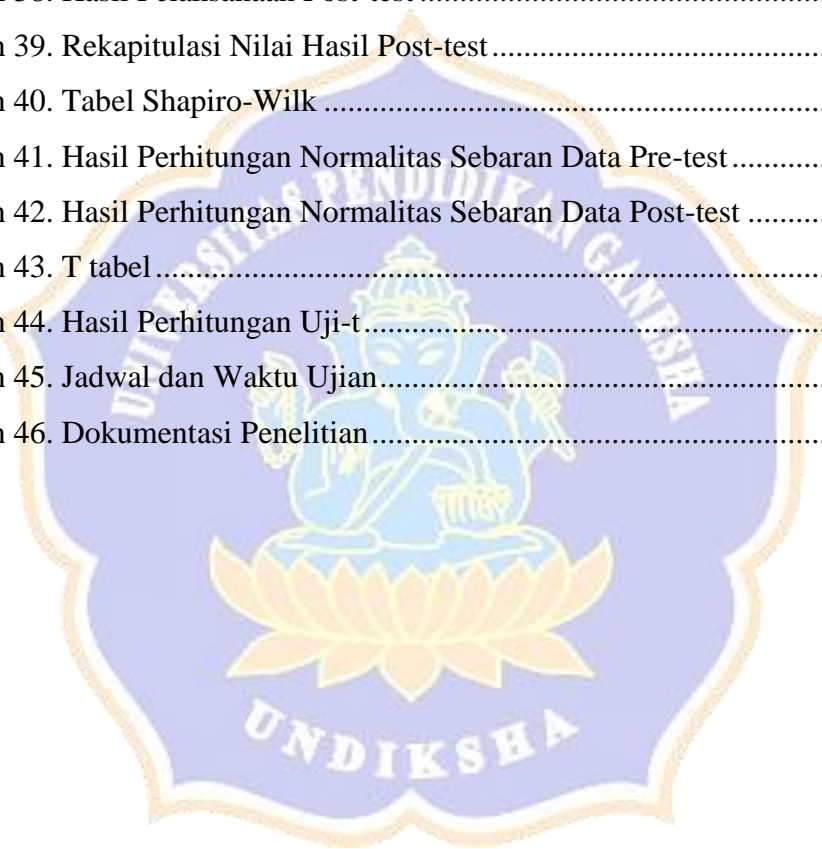 n 38. Hasil Pelaksanaan Post-test.......................................................................
n 39. Rekapitulasi Nilai Hasil Post-test..........................................................
n 40. Tabel Shapiro-Wilk ...................................................................................
n 41. Hasil Perhitungan Normalitas Sebaran Data Pre-test................
n 42. Hasil Perhitungan Normalitas Sebaran Data Post-test .............
n 43. T tabel................................................................................................................
n 44. Hasil Perhitungan Uji-t.............................................................................
n 45. Jadwal dan Waktu Ujian...........................................................................
n 46. Dokumentasi Penelitian............................................................................
UNIVERSITAS PENDIDIKAN GANESHA
UNDIKSHA